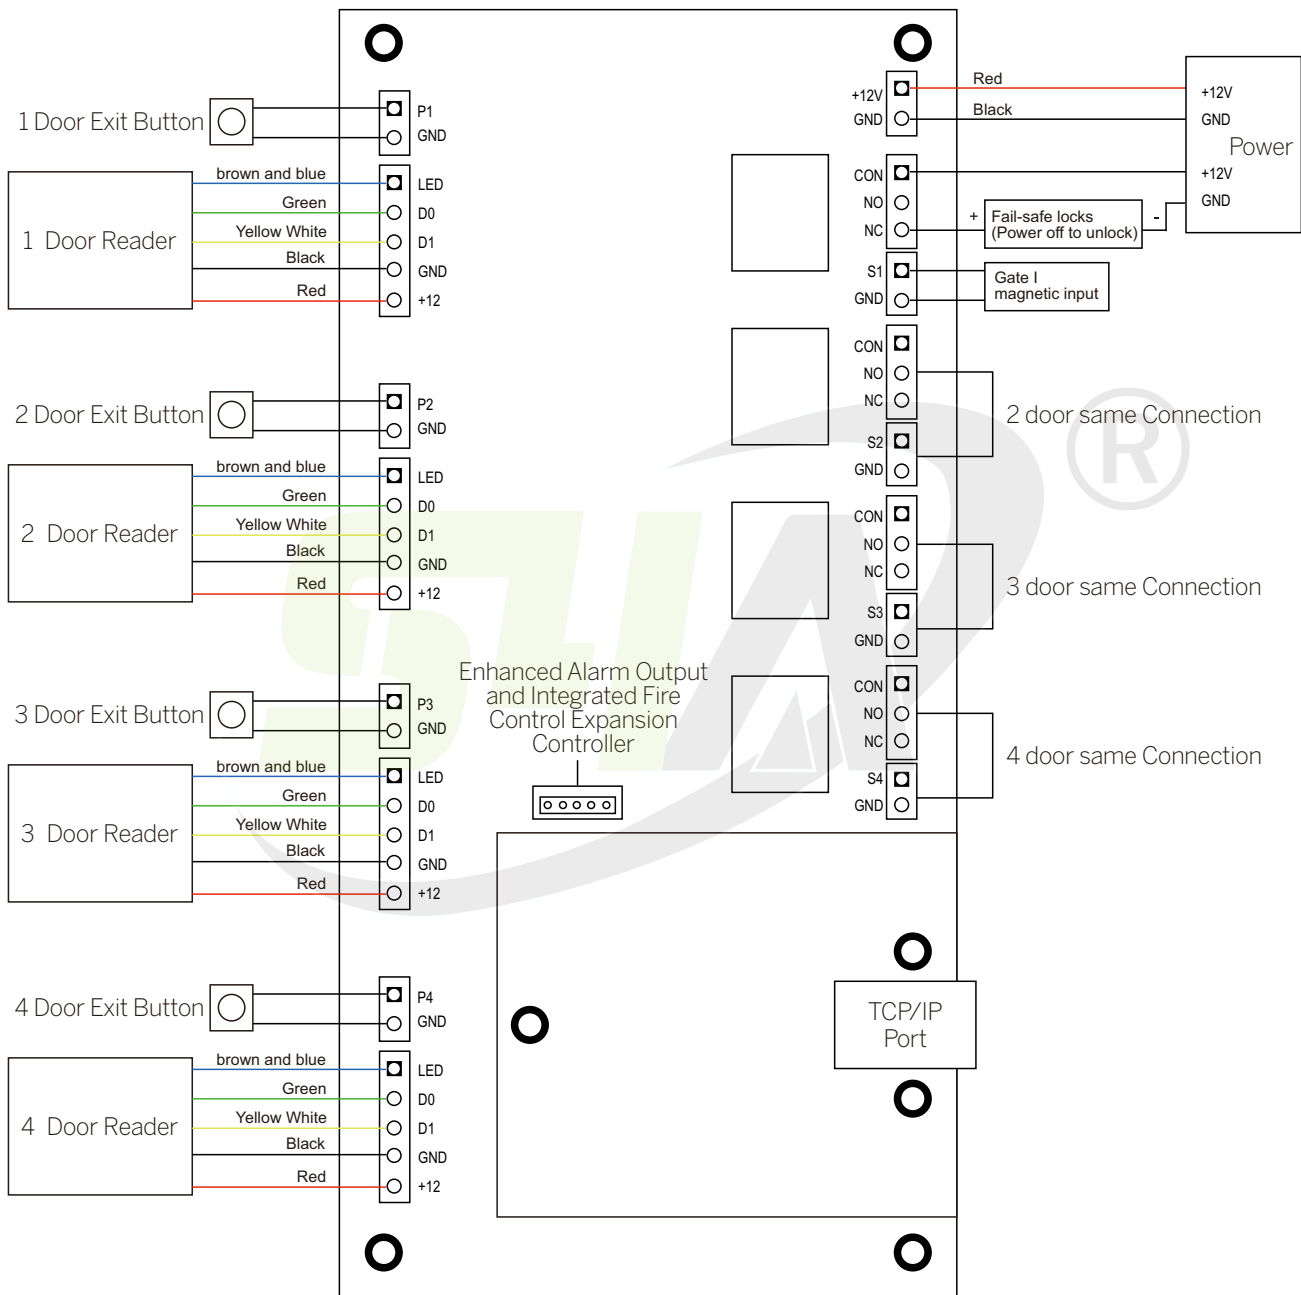 1 Door Exit Button
P1
GND
brown and blue
LED
Green
D0
1 Door Reader
Yellow White
D1
Black
GND
Red
+12
2 Door Exit Button
P2
GND
brown and blue
LED
Green
D0
2 Door Reader
Yellow White
D1
Black
GND
Red
+12
3 Door Exit Button
P3
GND
brown and blue
LED
Green
D0
3 Door Reader
Yellow White
D1
Black
GND
Red
+12
4 Door Exit Button
P4
GND
brown and blue
LED
Green
D0
4 Door Reader
Yellow White
D1
Black
GND
Red
+12
Enhanced Alarm Output
and Integrated Fire
Control Expansion
Controller
+12V
Red
+12V
GND
Black
GND
Power
CON
+12V
NO
GND
NC
+
Fail-safe locks
(Power off to unlock)
-
S1
GND
Gate I
magnetic input
CON
NO
NC
S2
GND
2 door same Connection
CON
NO
NC
S3
GND
3 door same Connection
CON
NO
NC
S4
GND
4 door same Connection
TCP/IP
Port
S4A
®